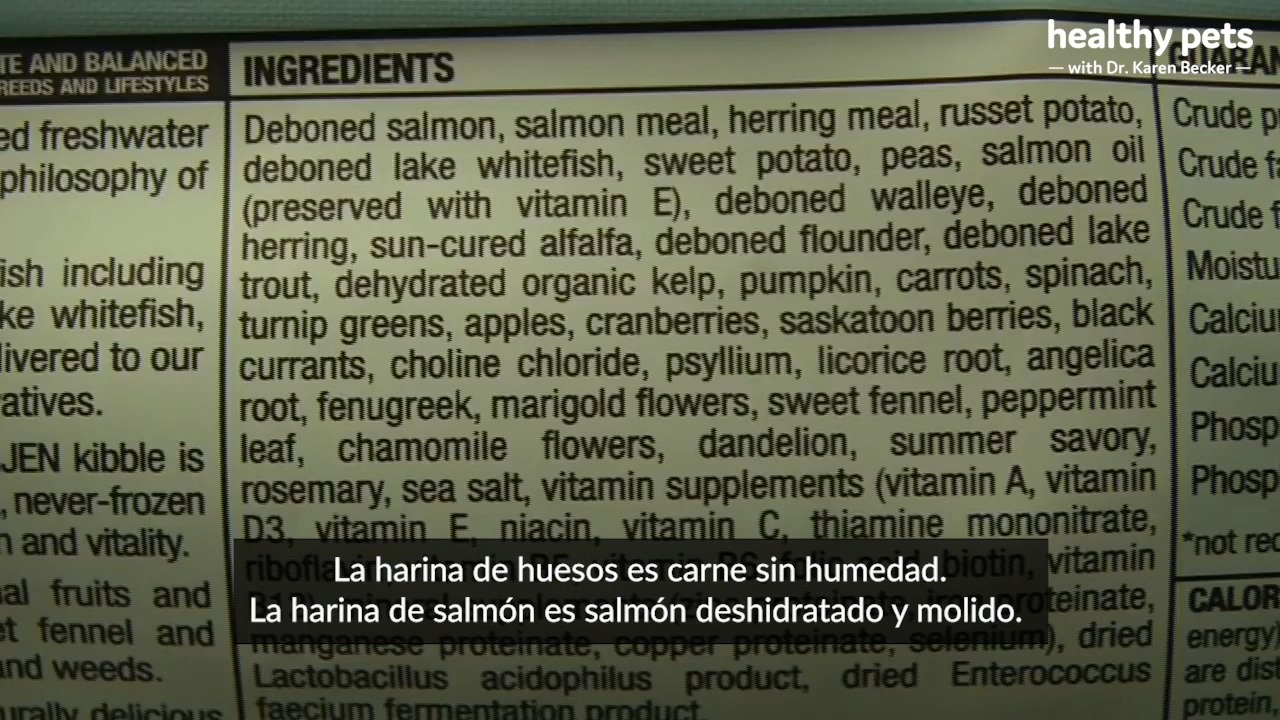 healthy pets
— with Dr. Karen Becker —
TE AND BALANCED
REEDS AND LIFESTYLES
ed freshwater
philosophy of
ish including
ke whitefish,
livered to our
atives.
JEN kibble is
, never-frozen
n and vitality.
al fruits and
et fennel and
and weeds.
urally delicious
INGREDIENTS
Deboned salmon, salmon meal, herring meal, russet potato,
deboned lake whitefish, sweet potato, peas, salmon oil
(preserved with vitamin E), deboned walleye, deboned
herring, sun-cured alfalfa, deboned flounder, deboned lake
trout, dehydrated organic kelp, pumpkin, carrots, spinach,
turnip greens, apples, cranberries, saskatoon berries, black
currants, choline chloride, psyllium, licorice root, angelica
root, fenugreek, marigold flowers, sweet fennel, peppermint
leaf, chamomile flowers, dandelion, summer savory,
rosemary, sea salt, vitamin supplements (vitamin A, vitamin
D3, vitamin E, niacin, vitamin C, thiamine mononitrate,
biotin, vitamin
manganese proteinate, copper proteinate, selenium), dried
Lactobacillus acidophilus product, dried Enterococcus
faecium fermentation product.
La harina de huesos es carne sin humedad.
La harina de salmón es salmón deshidratado y molido.
GUARAN
Crude p
Crude fa
Crude f
Moistu
Calciu
Calciu
Phosp
Phosp
*not rec
CALOR
energy)
are dis
protein,